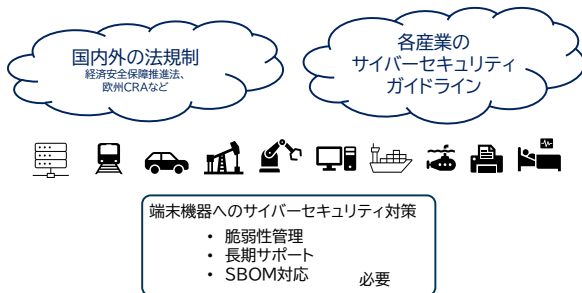 国内外の法規制
経済安全保障推進法、
欧州CRAなど
各産業の
サイバーセキュリティ
ガイドライン
端末機器へのサイバーセキュリティ対策
・ 脆弱性管理
・ 長期サポート
・ SBOM対応 必要